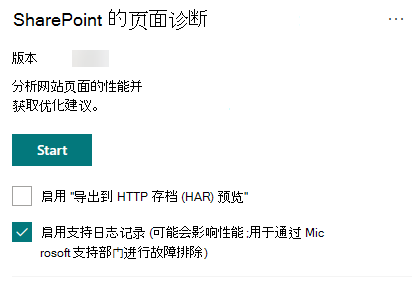 SharePoint 的页面诊断
版本
分析网站页面的性能并
获取优化建议。
Start
启用 "导出到 HTTP 存档 (HAR) 预览"
启用支持日志记录 (可能会影响性能;用于通过 Mic
rosoft 支持部门进行故障排除)